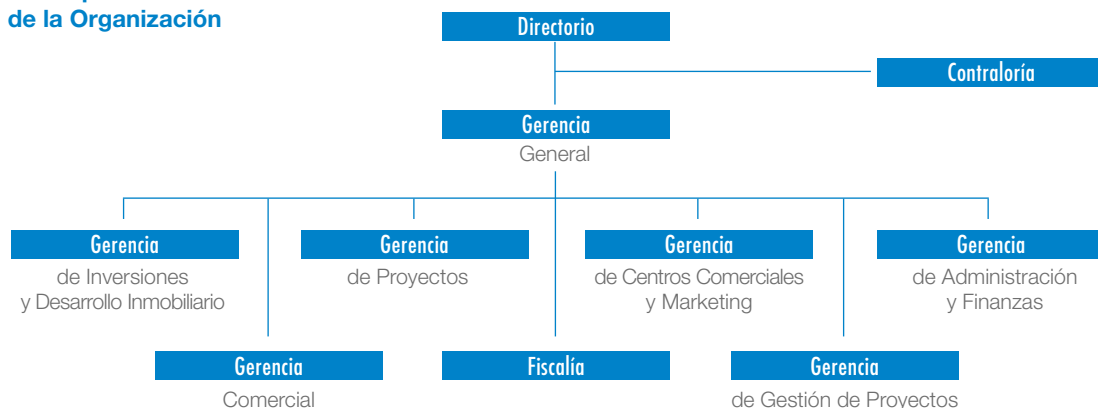 de la Organización
Directorio
Contraloría
Gerencia
General
Gerencia
de Inversiones
y Desarrollo Inmobiliario
Gerencia
de Proyectos
Gerencia
de Centros Comerciales
y Marketing
Gerencia
de Administración
y Finanzas
Gerencia
Comercial
Fiscalía
Gerencia
de Gestión de Proyectos